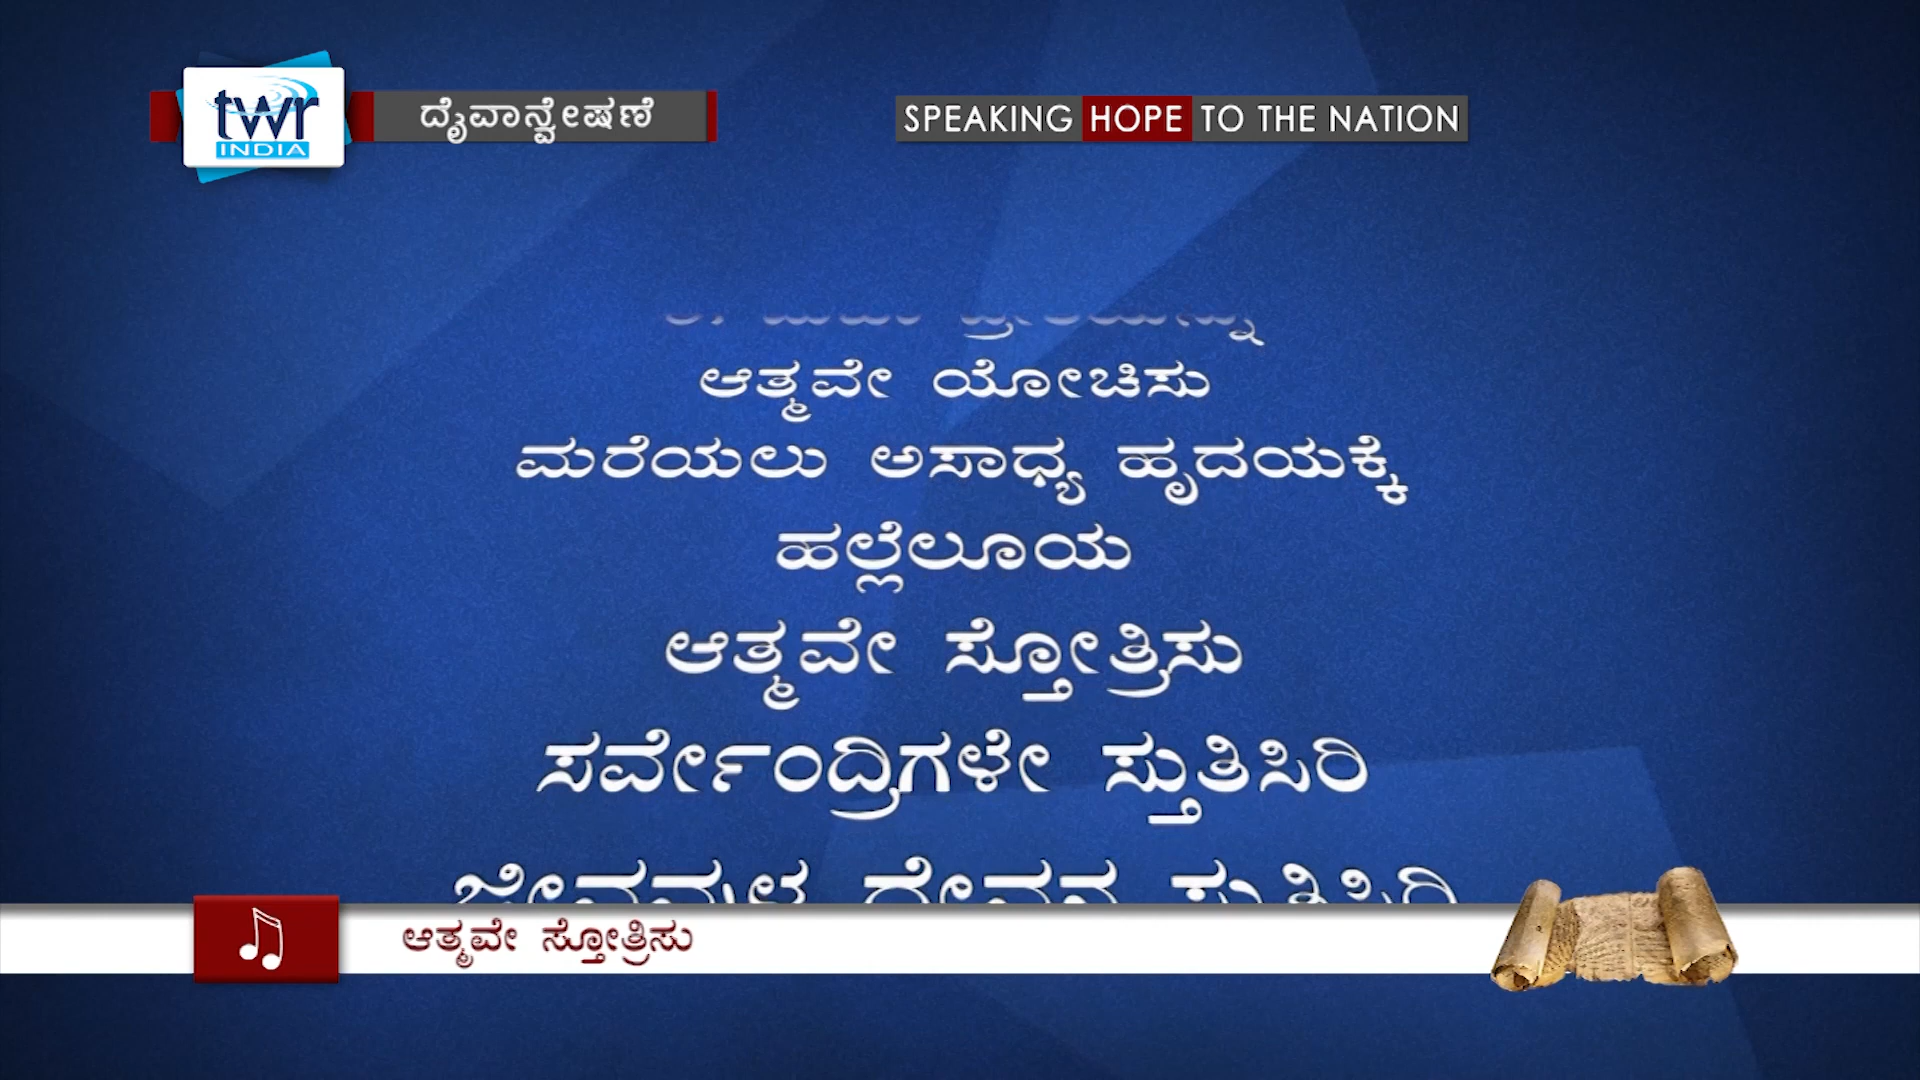 twr
INDIA
ದೈವಾನ್ವೇಷಣೆ
SPEAKING HOPE TO THE NATION
ಆತ್ಮವೇ ಯೋಚಿಸು
ಮರೆಯಲು ಅಸಾಧ್ಯ ಹೃದಯಕ್ಕೆ
ಹಲ್ಲೆಲೂಯ
ಆತ್ಮವೇ ಸ್ತೋತ್ರಿಸು
ಸರ್ವೇಂದ್ರಿಗಳೇ ಸ್ತುತಿಸಿರಿ
ದೇವನ ಸ್ತುತಿಸಿರಿ
ಆತ್ಮವೇ ಸ್ತೋತ್ರಿಸು